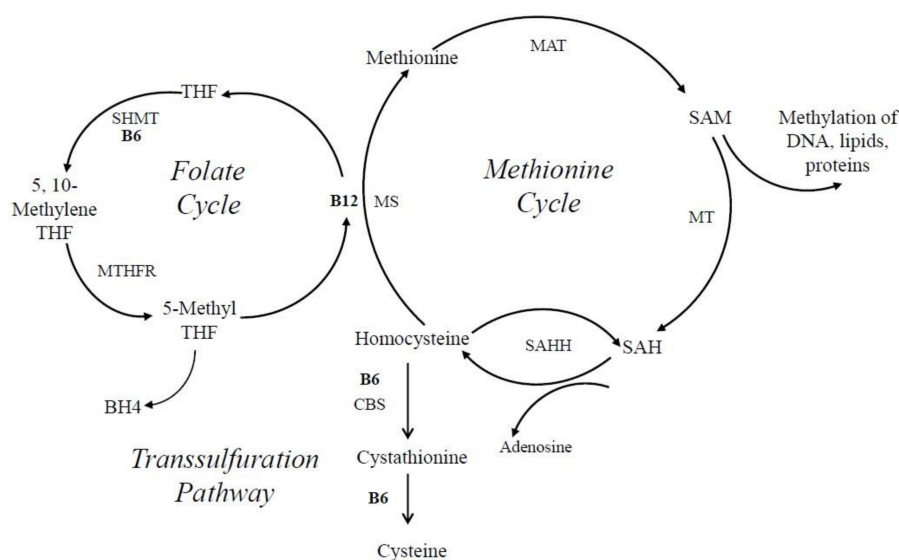 Methionine
MAT
THF
SHMT
B6
SAM
Methylation of
DNA, lipids,
proteins
Folate
Cycle
Methionine
Cycle
5, 10-
Methylene
THF
B12
MS
MT
MTHFR
5-Methyl
THF
Homocysteine
SAHH
SAH
B6
CBS
BH4
Adenosine
Transsulfuration
Pathway
Cystathionine
B6
Cysteine